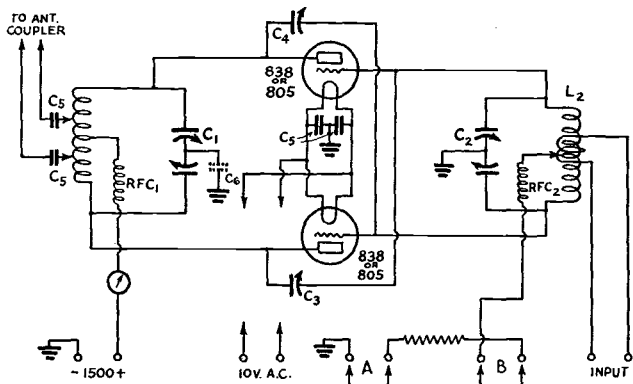 TO ANT.
COUPLER
C4
838
OR
805
C5
C5
RFC1
C1
C6
C5
C2
L2
RFC2
838
OR
805
C3
- 1500 +
10V. A.C.
A
B
INPUT